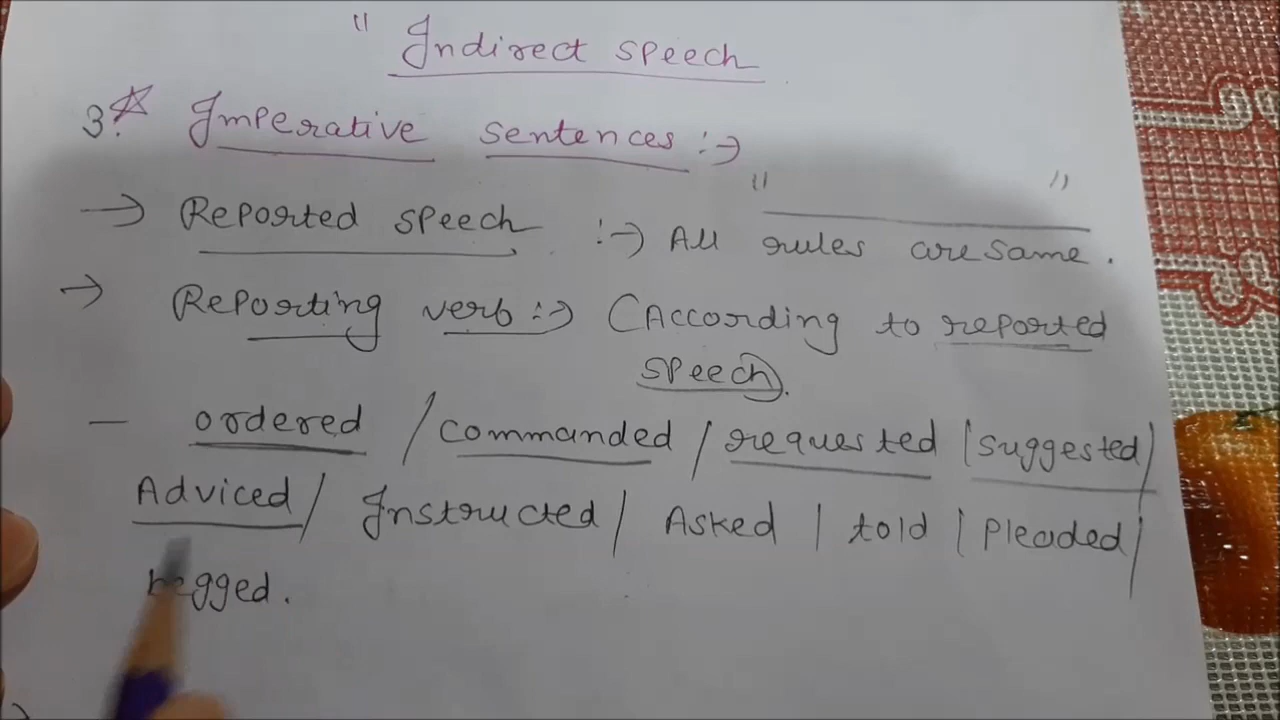 " Indirect speech
3.* Imperative sentences :→
" "
→ Reported speech :→ All rules are same.
→ Reporting verb :→ (According to reported
speech).
- ordered / commanded / requested / suggested /
Adviced / Instructed / Asked / told / Pleaded /
begged.